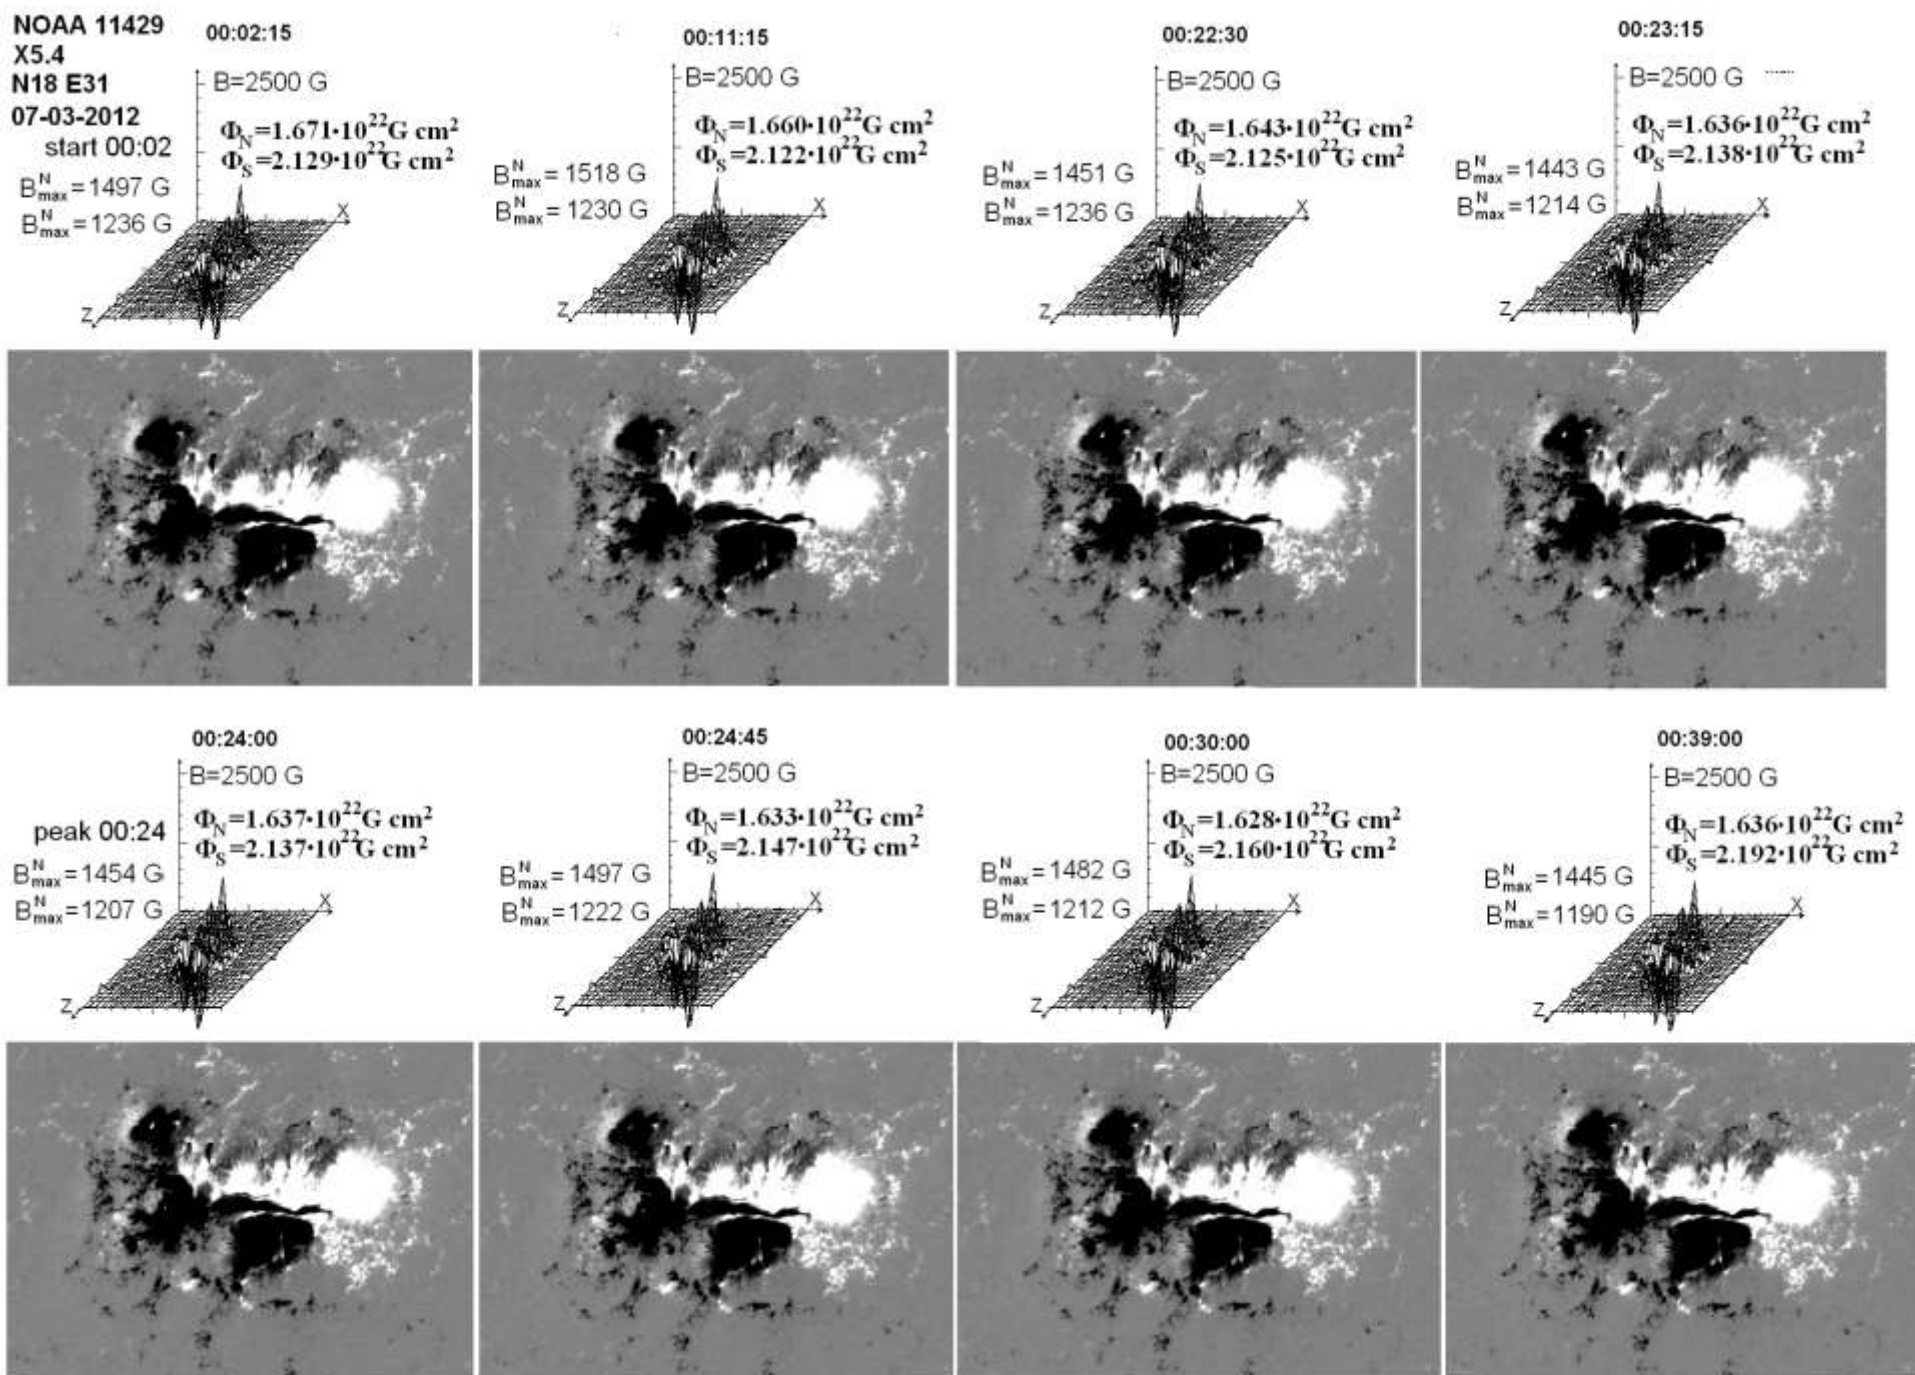 NOAA 11429
X5.4
N18 E31
07-03-2012
start 00:02
00:02:15
B=2500 G
Φ_N=1.671·10^22 G cm^2
Φ_S=2.129·10^22 G cm^2
B^N_max = 1497 G
B^N_max = 1236 G
X
Z
00:11:15
B=2500 G
Φ_N=1.660·10^22 G cm^2
Φ_S=2.122·10^22 G cm^2
B^N_max = 1518 G
B^N_max = 1230 G
X
Z
00:22:30
B=2500 G
Φ_N=1.643·10^22 G cm^2
Φ_S=2.125·10^22 G cm^2
B^N_max = 1451 G
B^N_max = 1236 G
X
Z
00:23:15
B=2500 G
Φ_N=1.636·10^22 G cm^2
Φ_S=2.138·10^22 G cm^2
B^N_max = 1443 G
B^N_max = 1214 G
X
Z
00:24:00
B=2500 G
peak 00:24
Φ_N=1.637·10^22 G cm^2
Φ_S=2.137·10^22 G cm^2
B^N_max = 1454 G
B^N_max = 1207 G
X
Z
00:24:45
B=2500 G
Φ_N=1.633·10^22 G cm^2
Φ_S=2.147·10^22 G cm^2
B^N_max = 1497 G
B^N_max = 1222 G
X
Z
00:30:00
B=2500 G
Φ_N=1.628·10^22 G cm^2
Φ_S=2.160·10^22 G cm^2
B^N_max = 1482 G
B^N_max = 1212 G
X
Z
00:39:00
B=2500 G
Φ_N=1.636·10^22 G cm^2
Φ_S=2.192·10^22 G cm^2
B^N_max = 1445 G
B^N_max = 1190 G
X
Z